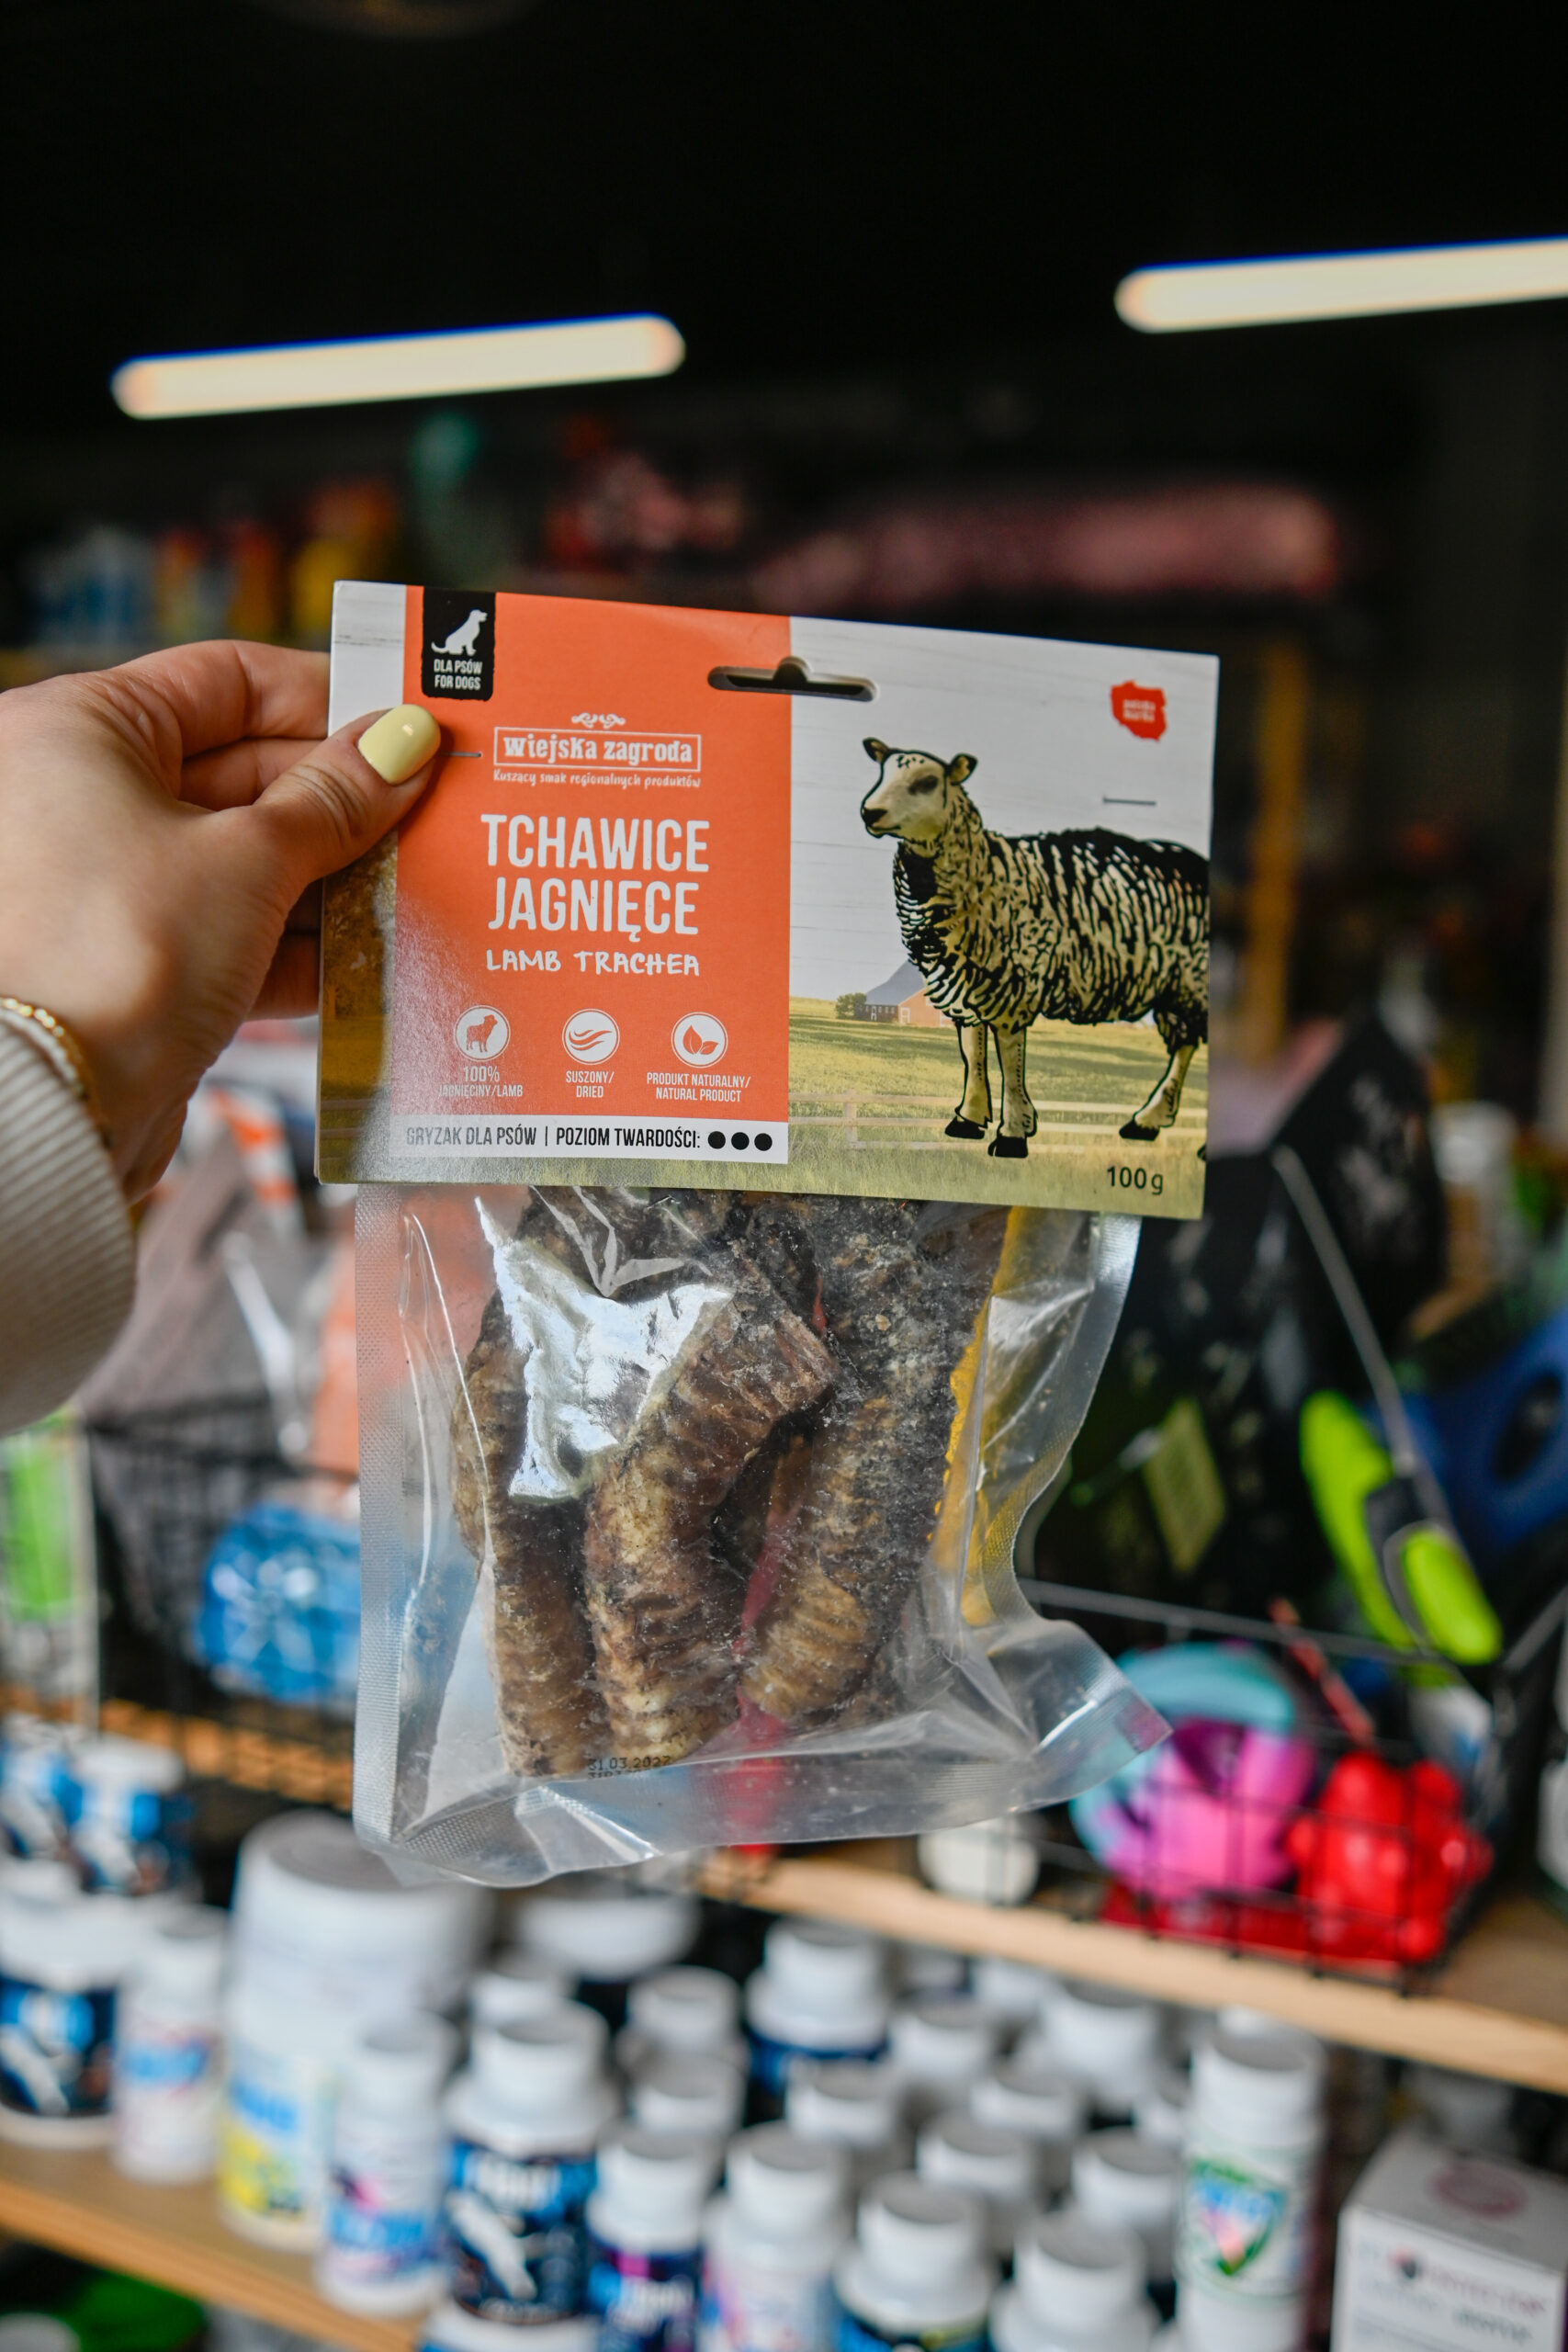 DLA PSÓW
FOR DOGS
wiejska zagroda
Kuszący smak regionalnych produktów
TCHAWICE
JAGNIĘCE
LAMB TRACHEA
100%
JAGNIĘCINY/LAMB
SUSZONY/
DRIED
PRODUKT NATURALNY/
NATURAL PRODUCT
GRYZAK DLA PSÓW | POZIOM TWARDOŚCI:
100g